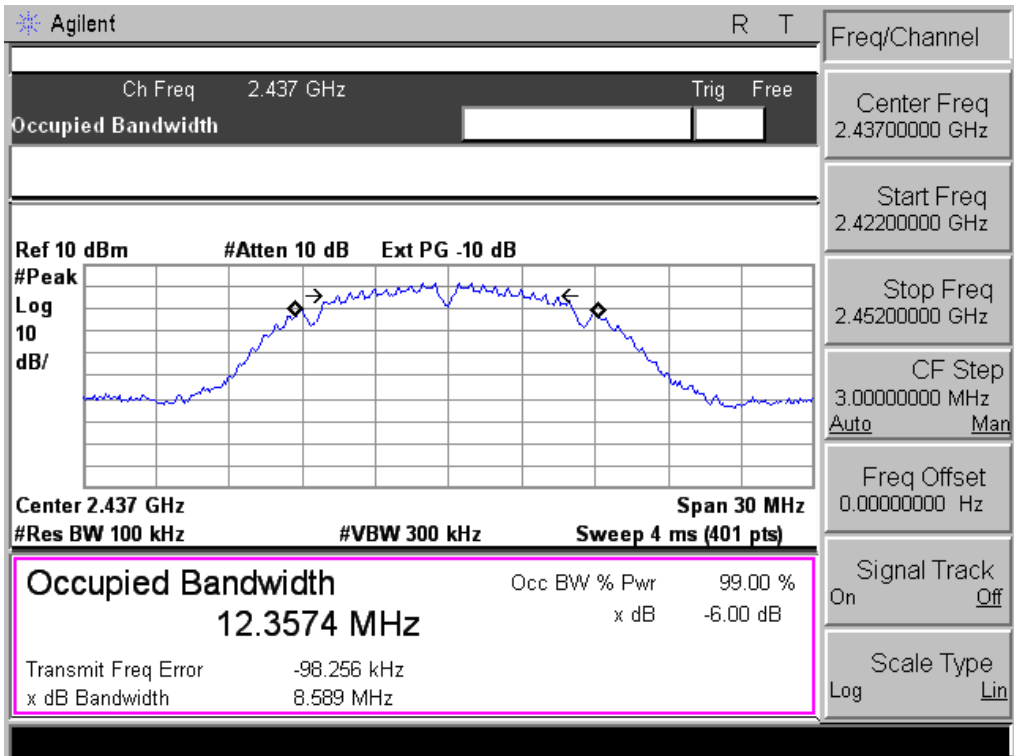 Agilent R T
Ch Freq 2.437 GHz Trig Free
Occupied Bandwidth
Ref 10 dBm #Atten 10 dB Ext PG -10 dB
#Peak
Log
10
dB/
Center 2.437 GHz Span 30 MHz
#Res BW 100 kHz #VBW 300 kHz Sweep 4 ms (401 pts)
Occupied Bandwidth Occ BW % Pwr 99.00 %
12.3574 MHz x dB -6.00 dB
Transmit Freq Error -98.256 kHz
x dB Bandwidth 8.589 MHz
Freq/Channel
Center Freq
2.43700000 GHz
Start Freq
2.42200000 GHz
Stop Freq
2.45200000 GHz
CF Step
3.00000000 MHz
Auto Man
Freq Offset
0.00000000 Hz
Signal Track
On Off
Scale Type
Log Lin